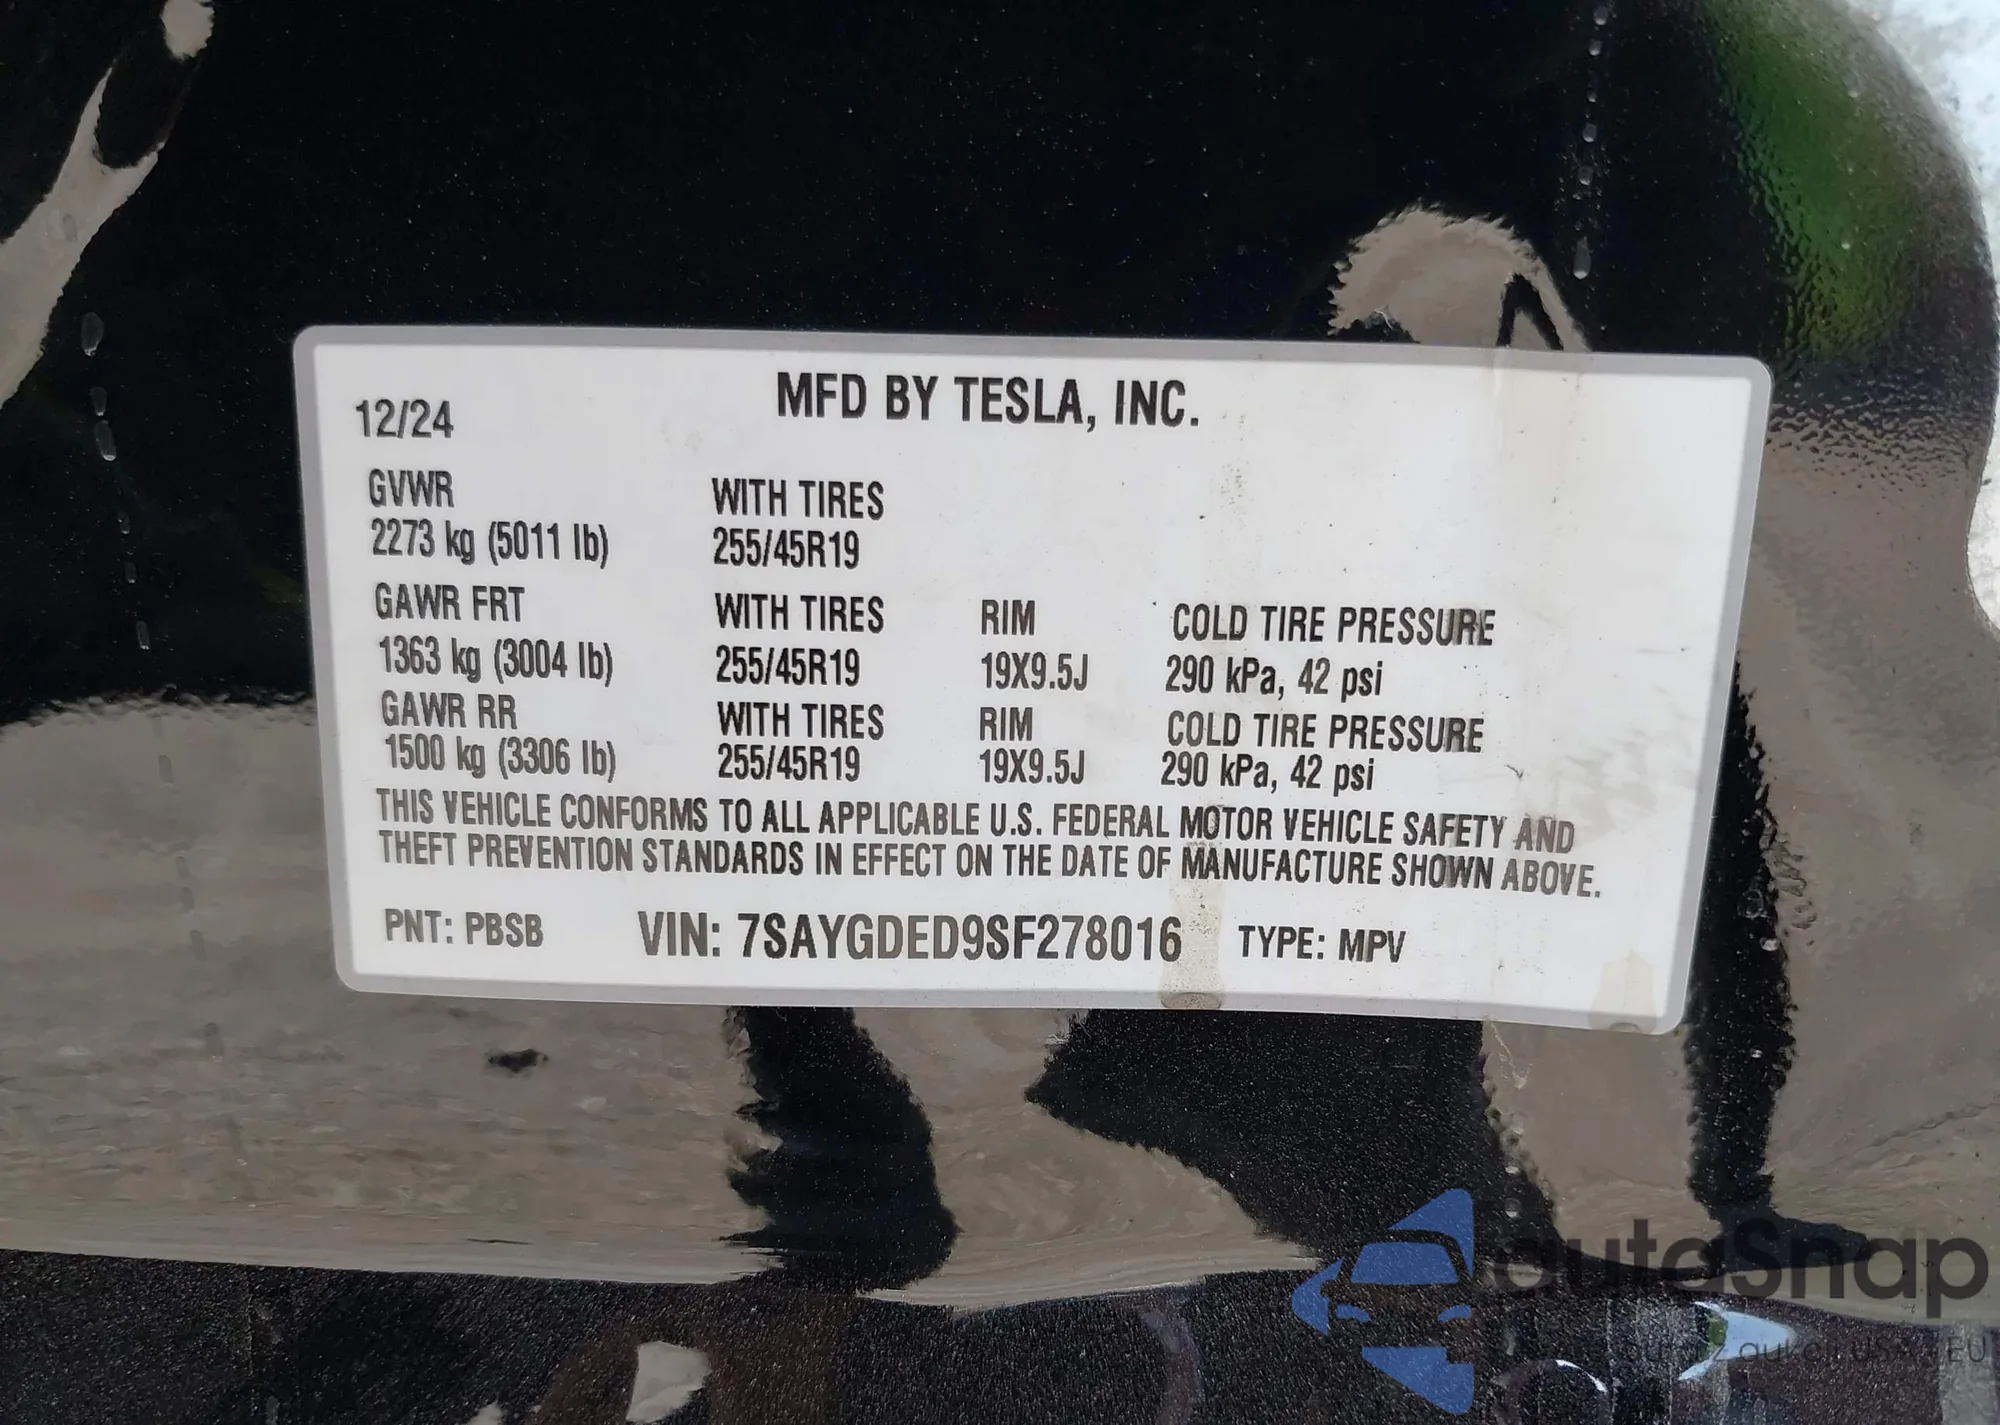 MFD BY TESLA, INC.
12/24
GVWR WITH TIRES
2273 kg (5011 lb) 255/45R19
GAWR FRT WITH TIRES RIM COLD TIRE PRESSURE
1363 kg (3004 lb) 255/45R19 19X9.5J 290 kPa, 42 psi
GAWR RR WITH TIRES RIM COLD TIRE PRESSURE
1500 kg (3306 lb) 255/45R19 19X9.5J 290 kPa, 42 psi
THIS VEHICLE CONFORMS TO ALL APPLICABLE U.S. FEDERAL MOTOR VEHICLE SAFETY AND
THEFT PREVENTION STANDARDS IN EFFECT ON THE DATE OF MANUFACTURE SHOWN ABOVE.
PNT: PBSB VIN: 7SAYGDED9SF278016 TYPE: MPV
autoSnap
EU